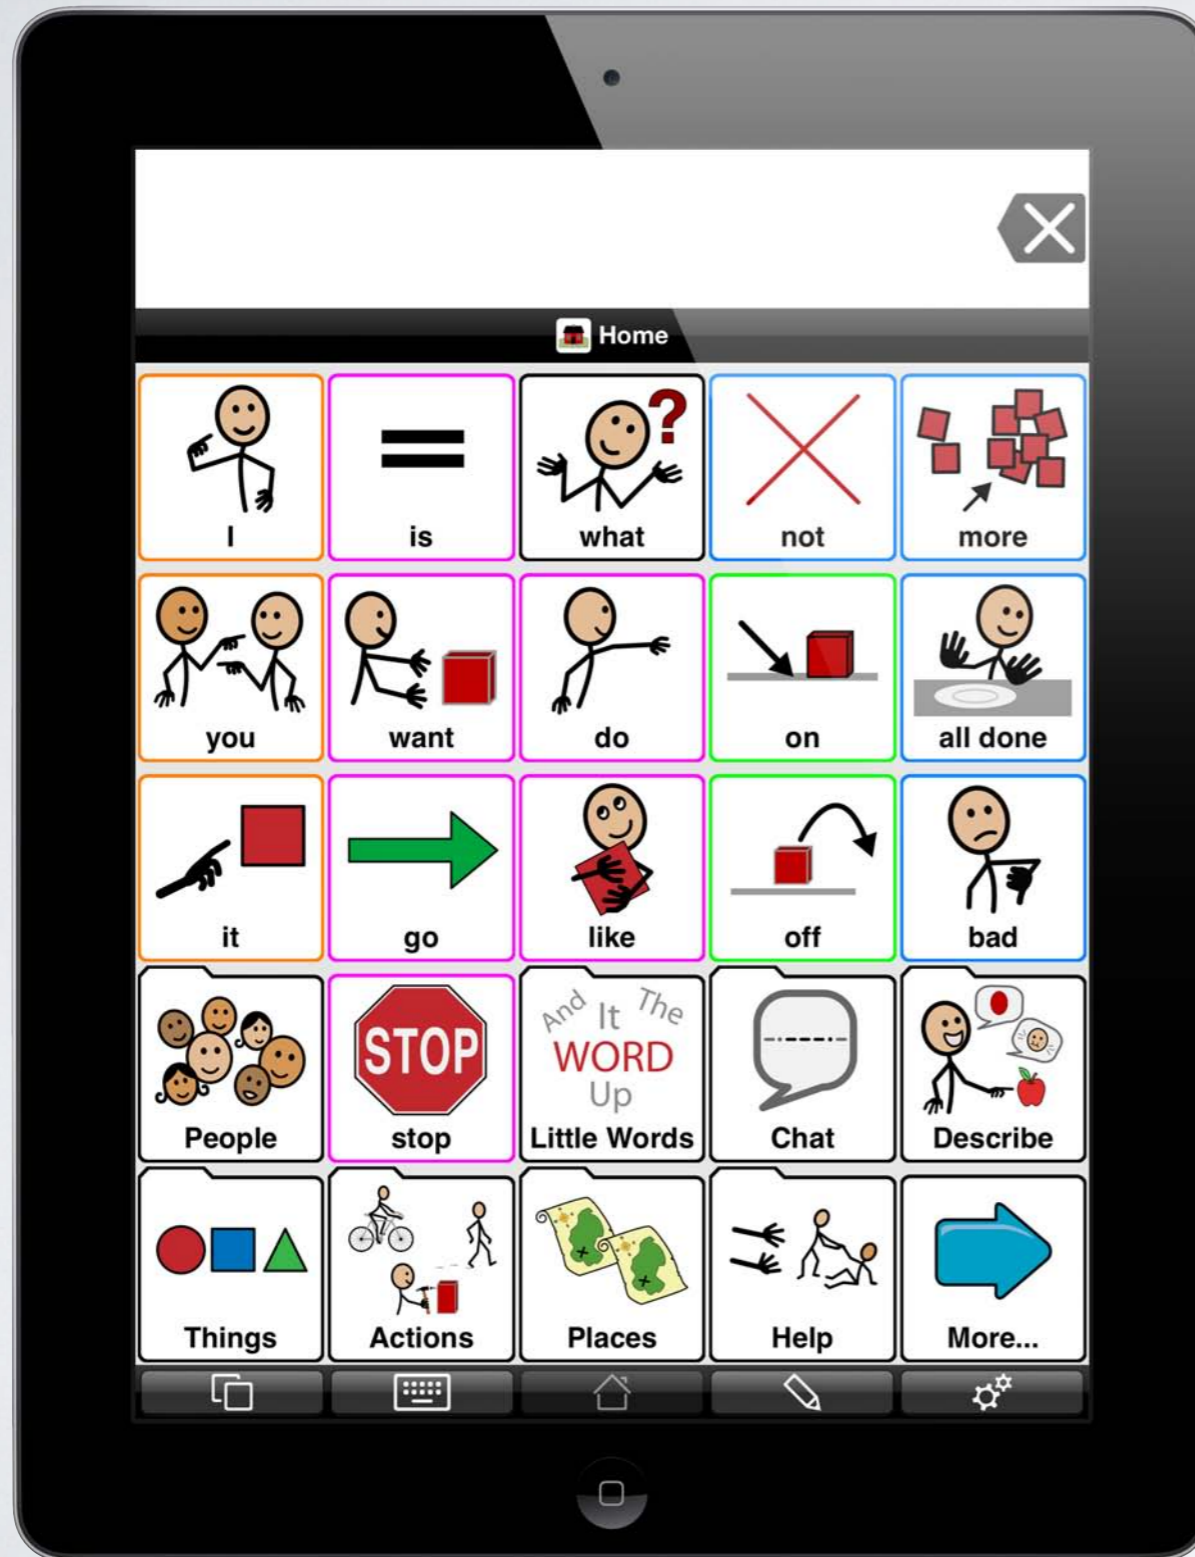 Home
I
is
?
what
not
more
you
want
do
on
all done
it
go
like
off
bad
People
STOP
stop
And It The
WORD
Up
Little Words
Chat
Describe
Things
Actions
Places
Help
More...